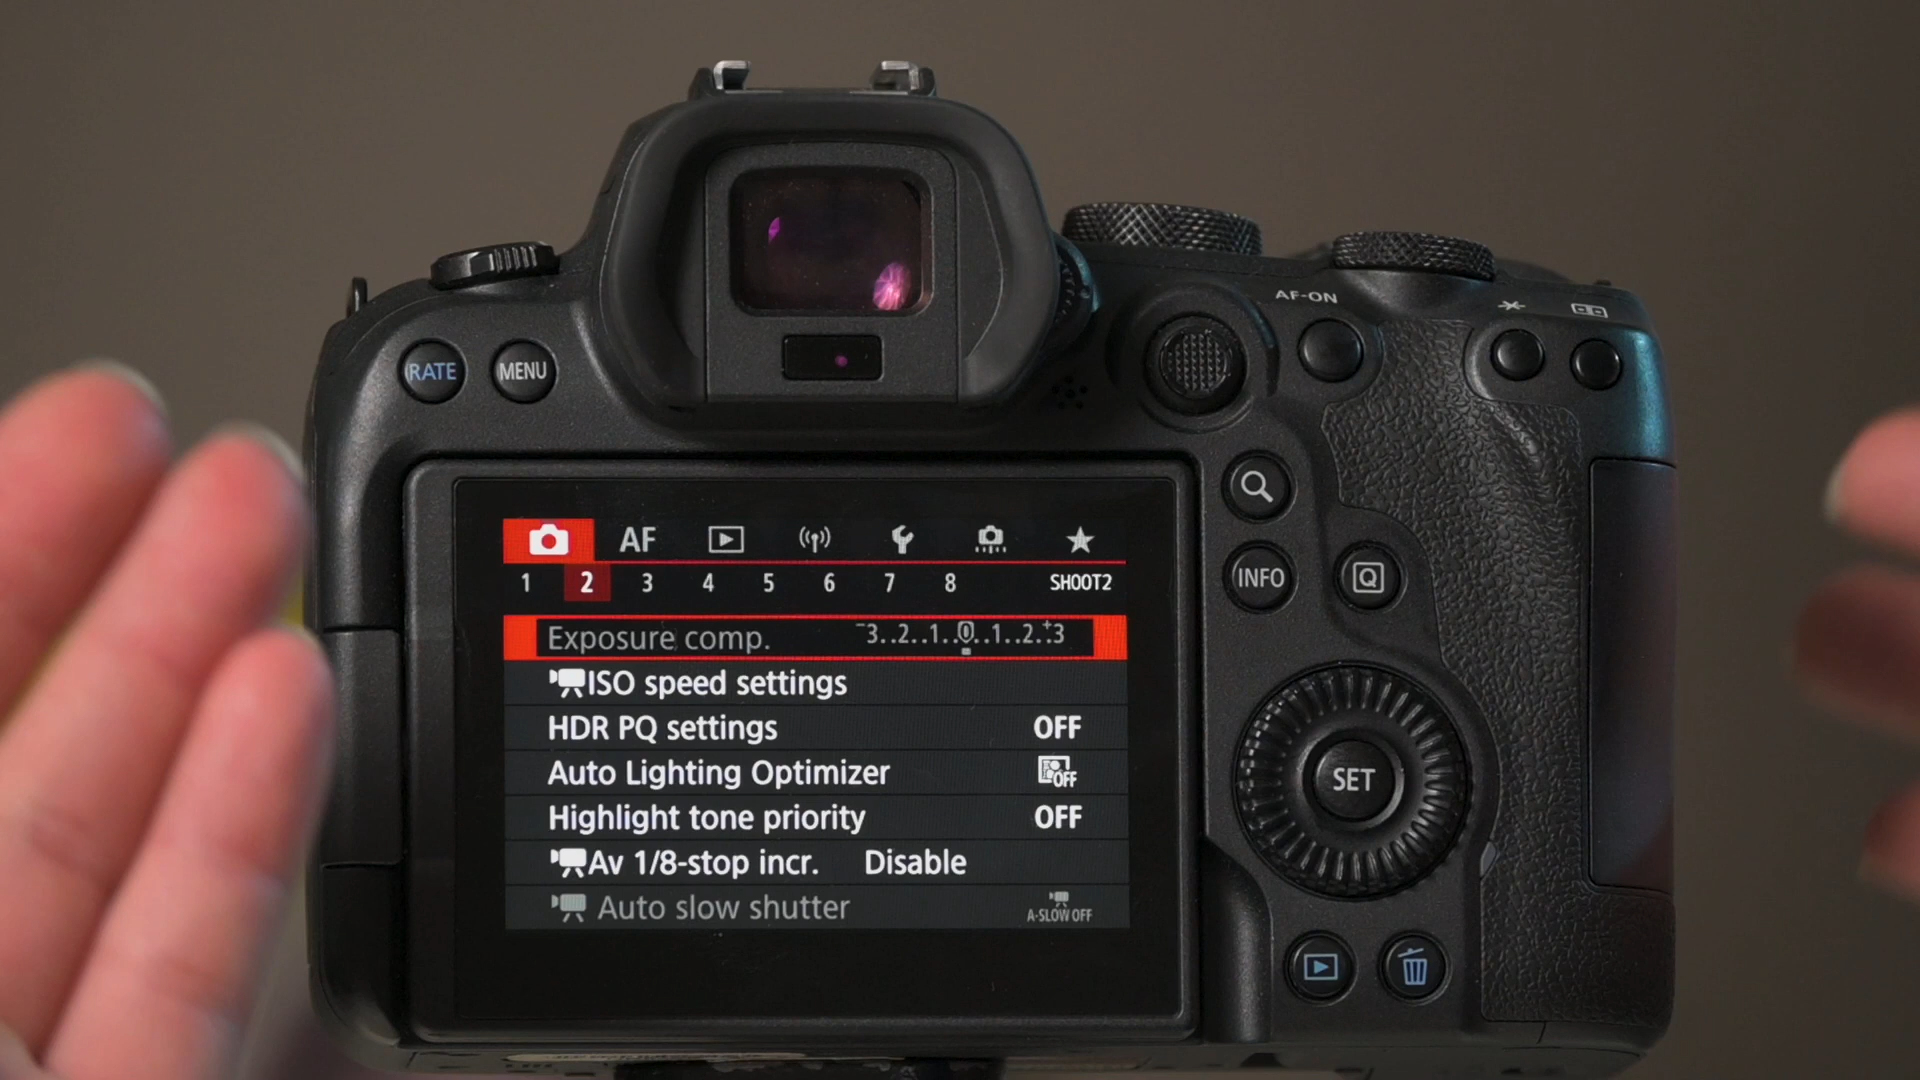 AF-ON
RATE
MENU
AF
1 2 3 4 5 6 7 8 SHOOT2
Exposure comp. -3..2..1..0..1..2.+3
ISO speed settings
HDR PQ settings OFF
Auto Lighting Optimizer OFF
Highlight tone priority OFF
Av 1/8-stop incr. Disable
Auto slow shutter A-SLOW OFF
INFO
Q
SET